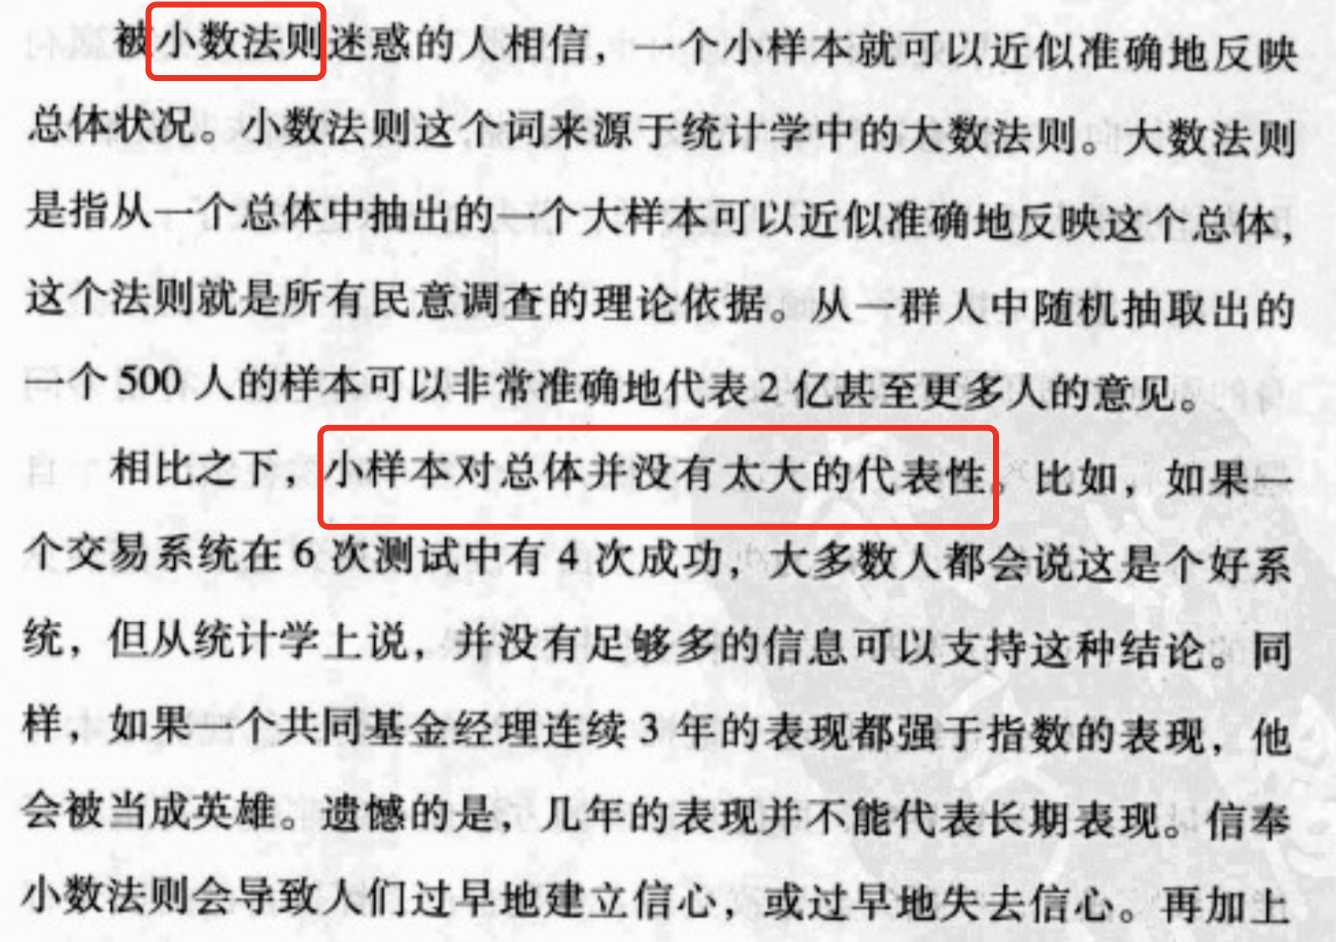 被小数法则迷惑的人相信，一个小样本就可以近似准确地反映
总体状况。小数法则这个词来源于统计学中的大数法则。大数法则
是指从一个总体中抽出的一个大样本可以近似准确地反映这个总体，
这个法则就是所有民意调查的理论依据。从一群人中随机抽取出的
一个 500 人的样本可以非常准确地代表 2 亿甚至更多人的意见。
相比之下，小样本对总体并没有太大的代表性。比如，如果一
个交易系统在 6 次测试中有 4 次成功，大多数人都会说这是个好系
统，但从统计学上说，并没有足够多的信息可以支持这种结论。同
样，如果一个共同基金经理连续 3 年的表现都强于指数的表现，他
会被当成英雄。遗憾的是，几年的表现并不能代表长期表现。信奉
小数法则会导致人们过早地建立信心，或过早地失去信心。再加上